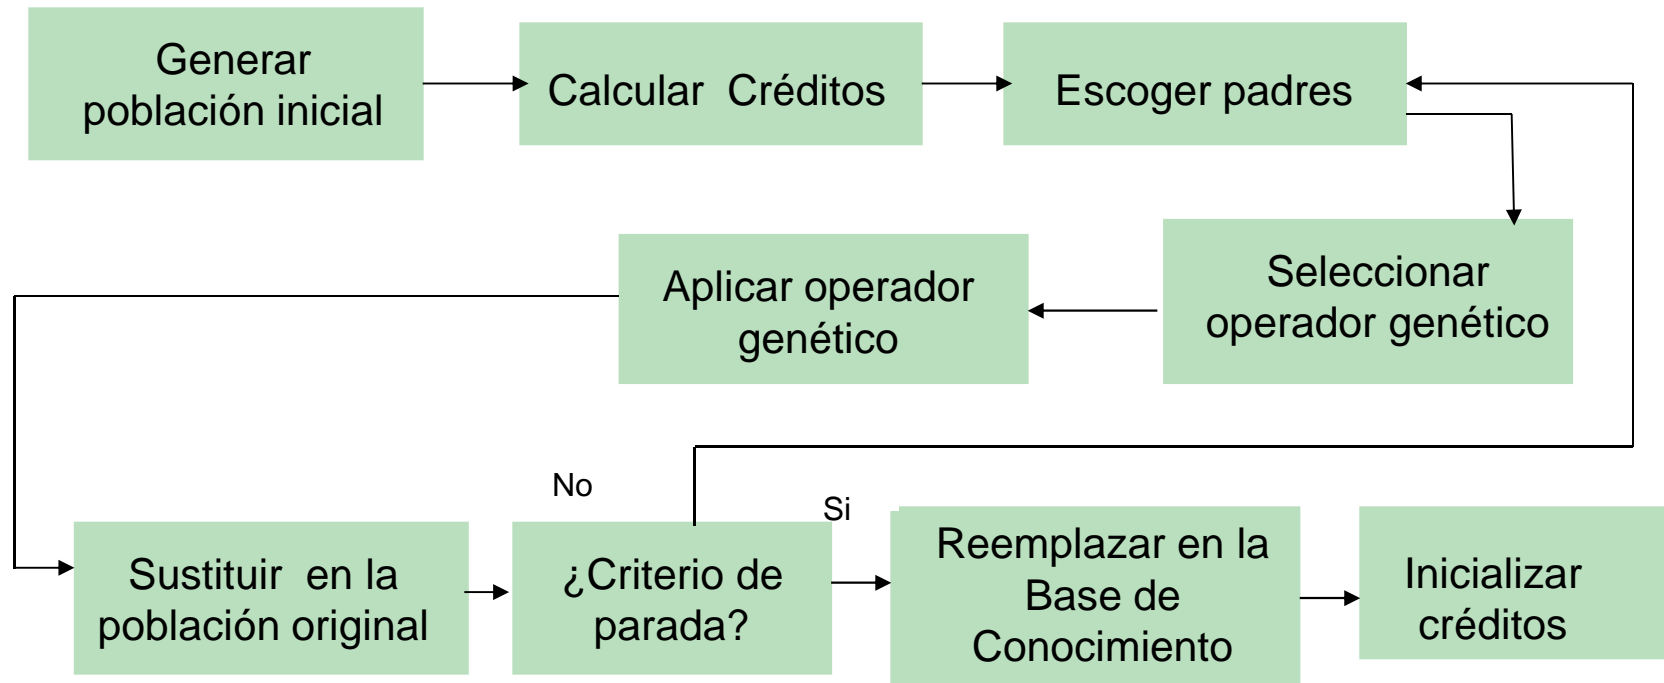 Generar
población inicial
Calcular  Créditos
Escoger padres
Seleccionar
operador genético
Aplicar operador
genético
No
Si
Sustituir  en la
población original
¿Criterio de
parada?
Reemplazar en la
Base de
Conocimiento
Inicializar
créditos